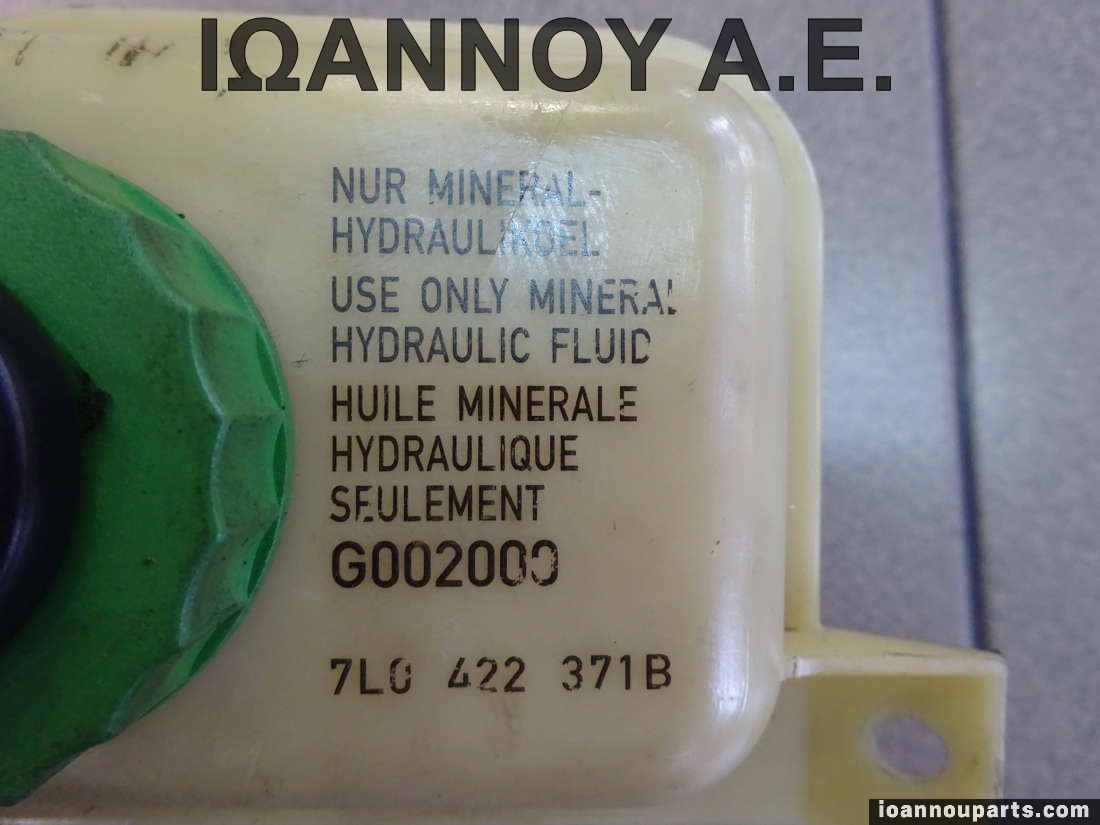 ΙΩΑΝΝΟΥ Α.Ε.
NUR MINERAL-
HYDRAULIKOEL
USE ONLY MINERAL
HYDRAULIC FLUID
HUILE MINERALE
HYDRAULIQUE
SEULEMENT
G002000
7L0 422 371B
ioannouparts.com